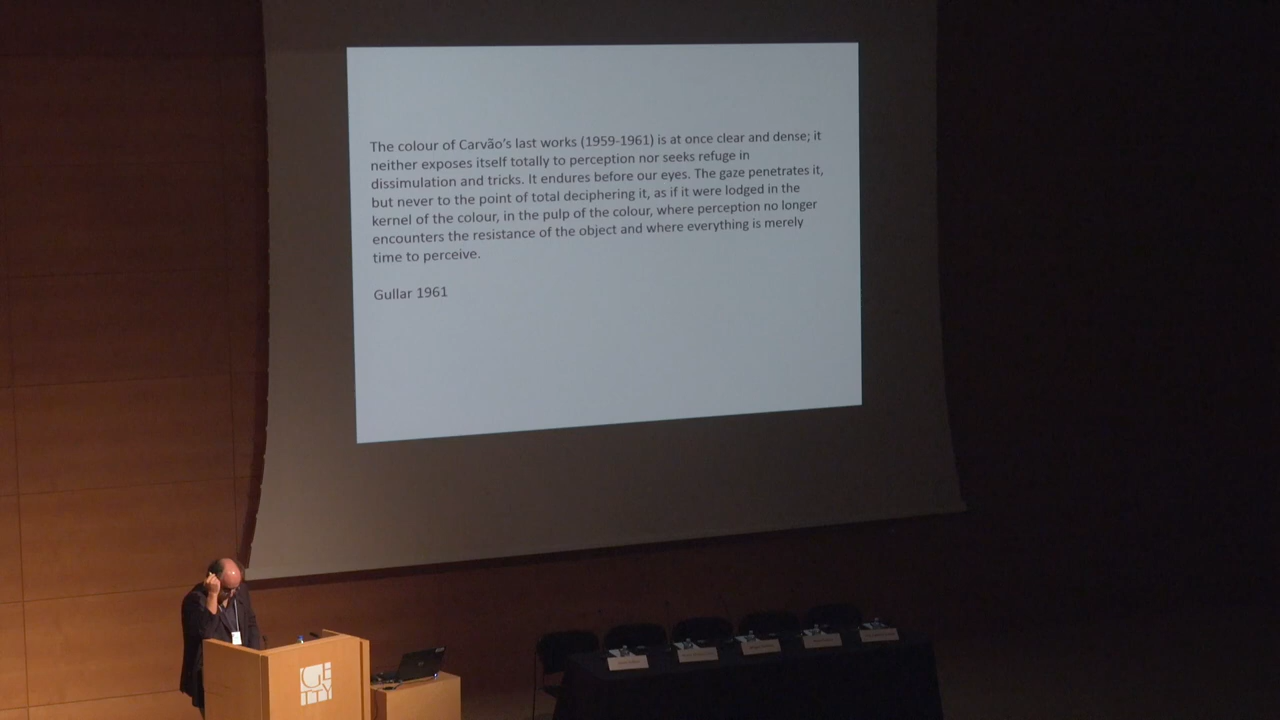 The colour of Carvão's last works (1959-1961) is at once clear and dense; it
neither exposes itself totally to perception nor seeks refuge in
dissimulation and tricks. It endures before our eyes. The gaze penetrates it,
but never to the point of total deciphering it, as if it were lodged in the
kernel of the colour, in the pulp of the colour, where perception no longer
encounters the resistance of the object and where everything is merely
time to perceive.
Gullar 1961
GE
TTY